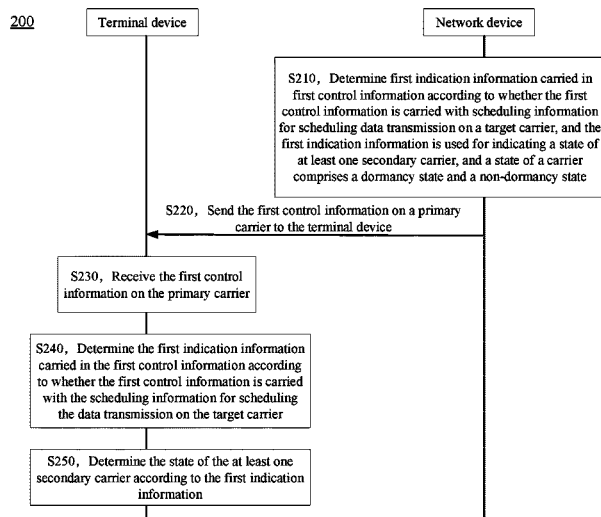 200
Terminal device
Network device
S210, Determine first indication information carried in
first control information according to whether the first
control information is carried with scheduling information
for scheduling data transmission on a target carrier, and the
first indication information is used for indicating a state of
at least one secondary carrier, and a state of a carrier
comprises a dormancy state and a non-dormancy state
S220, Send the first control information on a primary
carrier to the terminal device
S230, Receive the first control
information on the primary carrier
S240, Determine the first indication information
carried in the first control information according
to whether the first control information is carried
with the scheduling information for scheduling
the data transmission on the target carrier
S250, Determine the state of the at least one
secondary carrier according to the first indication
information